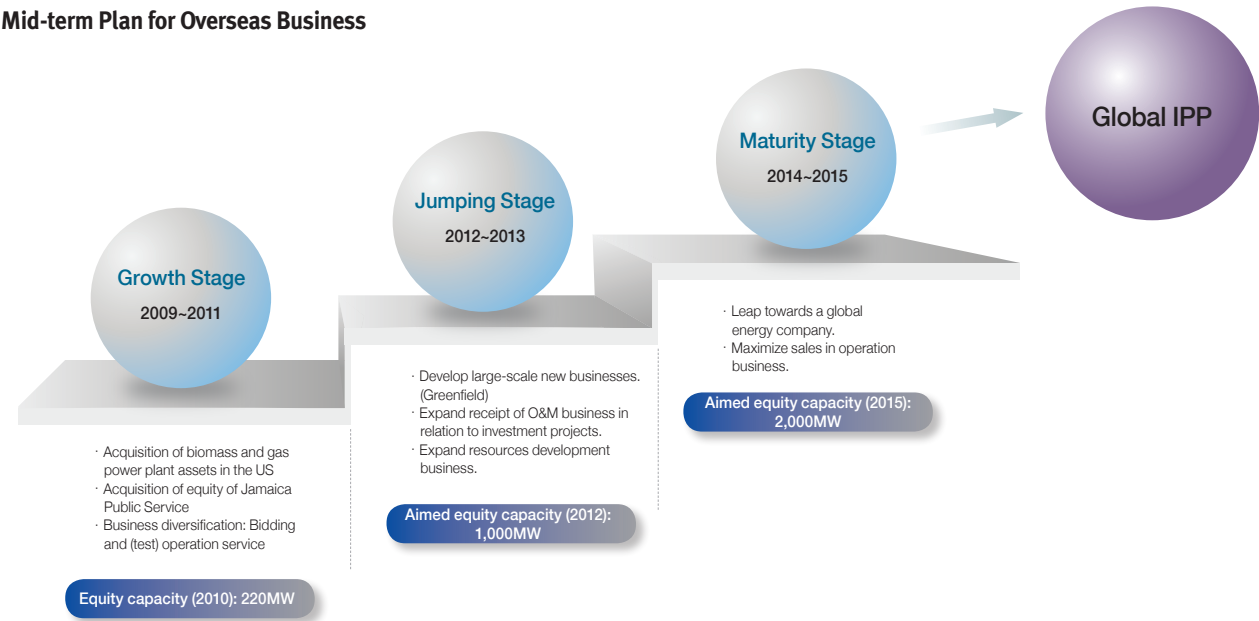 Mid-term Plan for Overseas Business
Growth Stage
2009~2011
· Acquisition of biomass and gas
power plant assets in the US
· Acquisition of equity of Jamaica
Public Service
· Business diversification: Bidding
and (test) operation service
Equity capacity (2010): 220MW
Jumping Stage
2012~2013
· Develop large-scale new businesses.
(Greenfield)
· Expand receipt of O&M business in
relation to investment projects.
· Expand resources development
business.
Aimed equity capacity (2012):
1,000MW
Maturity Stage
2014~2015
· Leap towards a global
energy company.
· Maximize sales in operation
business.
Aimed equity capacity (2015):
2,000MW
Global IPP